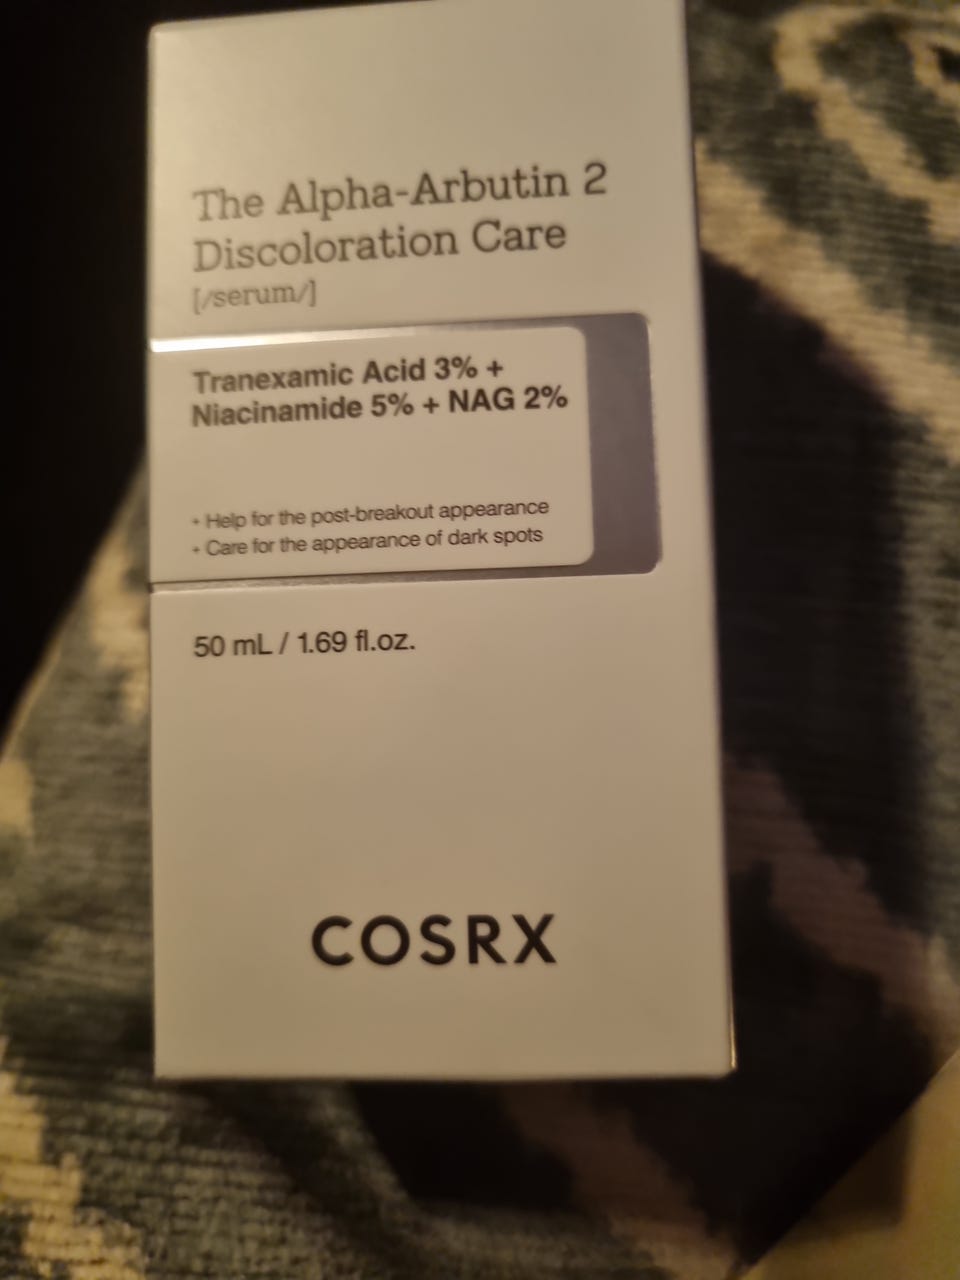 The Alpha-Arbutin 2
Discoloration Care
[/serum/]
Tranexamic Acid 3% +
Niacinamide 5% + NAG 2%
+ Help for the post-breakout appearance
+ Care for the appearance of dark spots
50 mL / 1.69 fl.oz.
COSRX